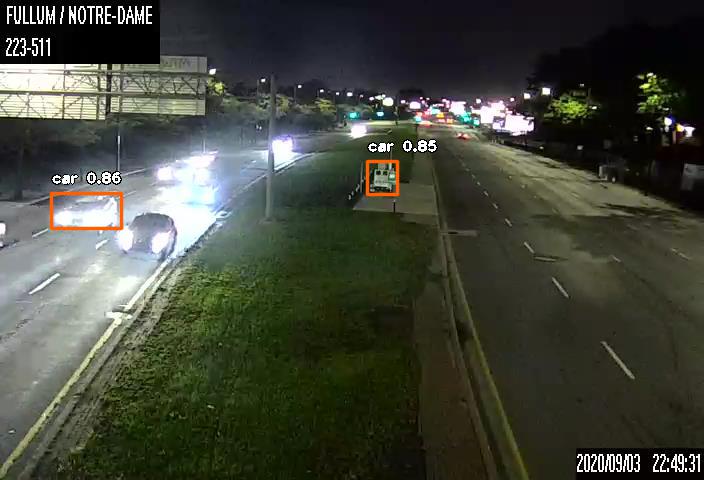 FULLUM / NOTRE-DAME
223-511
car 0.86
car 0.85
2020/09/03 22:49:31